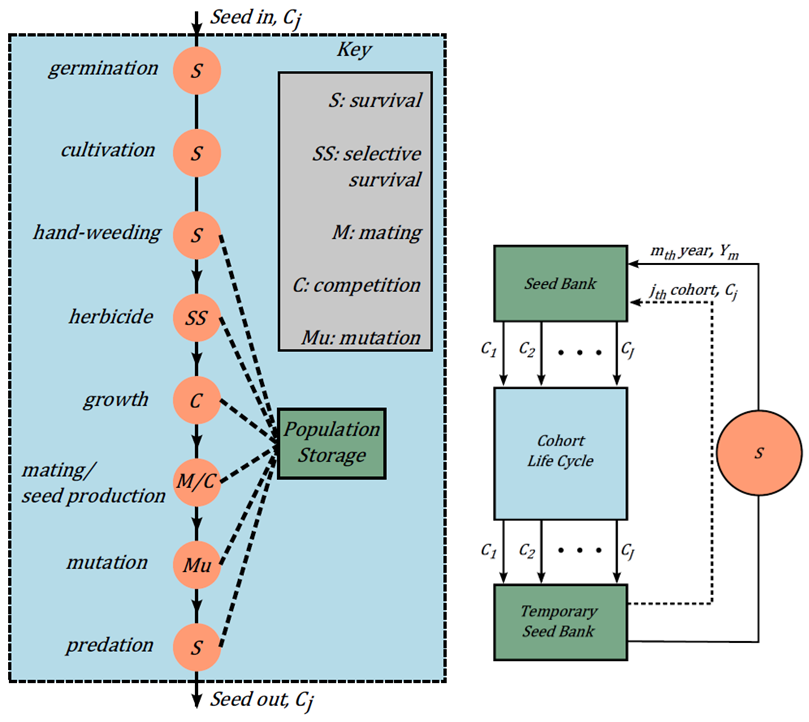 Seed in, Cj
Key
germination
S
S: survival
cultivation
S
SS: selective
survival
hand-weeding
S
M: mating
C: competition
herbicide
SS
Mu: mutation
growth
C
Population
Storage
mating/
seed production
M/C
mutation
Mu
predation
S
Seed out, Cj
Seed Bank
mth year, Ym
jth cohort, Cj
C1
C2
CJ
Cohort
Life Cycle
S
C1
C2
CJ
Temporary
Seed Bank